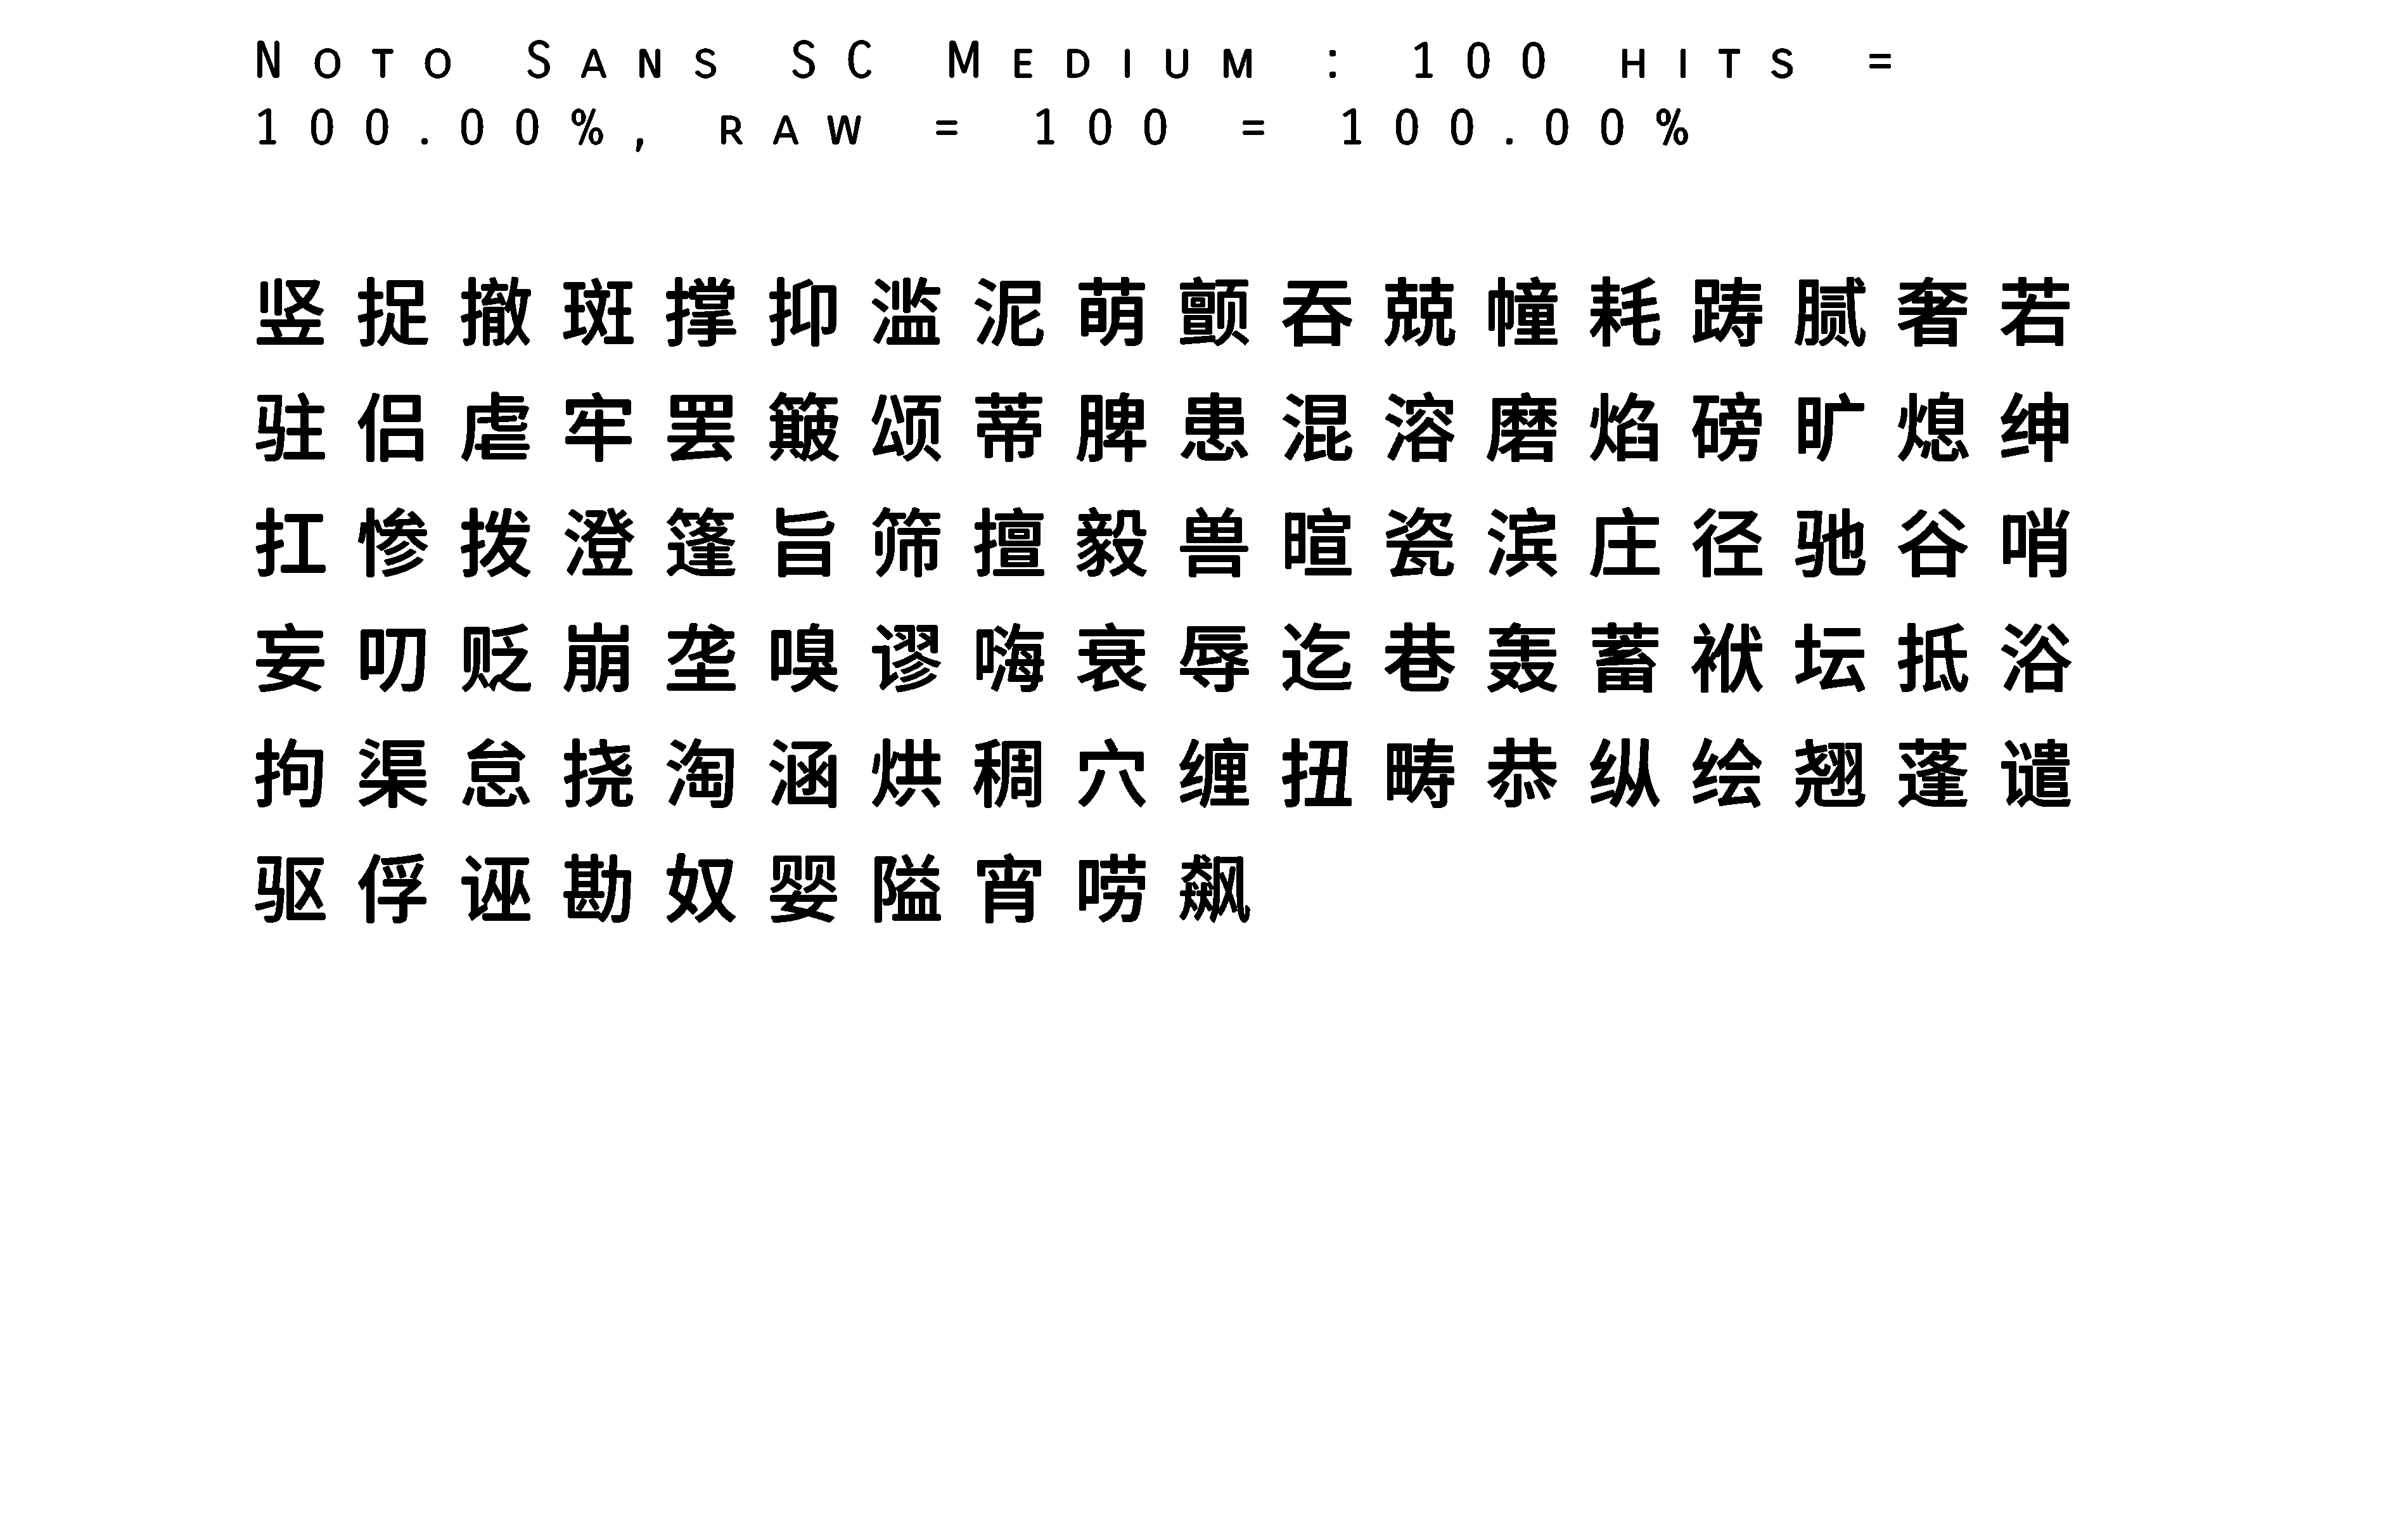 Noto Sans SC Medium : 100 hits =
100.00%, raw = 100 = 100.00%
竖捉撤斑撑抑滥泥萌颤吞兢幢耗踌腻奢若
驻侣虐牢罢簸颂蒂脾患混溶磨焰磅旷熄绅
扛惨拨澄篷旨筛擅毅兽暄瓷滨庄径驰谷哨
妄叨贬崩垄嗅谬嗨衰辱迄巷轰蓄袱坛抵浴
拘渠怠挠淘涵烘稠穴缠扭畴恭纵绘翘蓬谴
驱俘诬勘奴婴隘宵唠飙